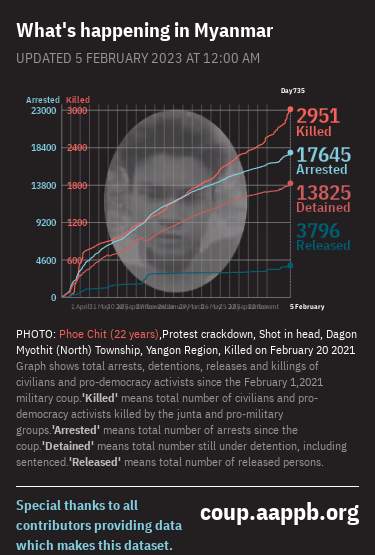 What's happening in Myanmar
UPDATED 5 FEBRUARY 2023 AT 12:00 AM
Day735
Arrested Killed
23000 3000
18400 2400
13800 1800
9200 1200
4600 600
0
2951
Killed
17645
Arrested
13825
Detained
3796
Released
5 February
PHOTO: Phoe Chit (22 years),Protest crackdown, Shot in head, Dagon
Myothit (North) Township, Yangon Region, Killed on February 20 2021
Graph shows total arrests, detentions, releases and killings of
civilians and pro-democracy activists since the February 1,2021
military coup.'Killed' means total number of civilians and pro-
democracy activists killed by the junta and pro-military
groups.'Arrested' means total number of arrests since the
coup.'Detained' means total number still under detention, including
sentenced.'Released' means total number of released persons.
Special thanks to all
contributors providing data
which makes this dataset.
coup.aappb.org